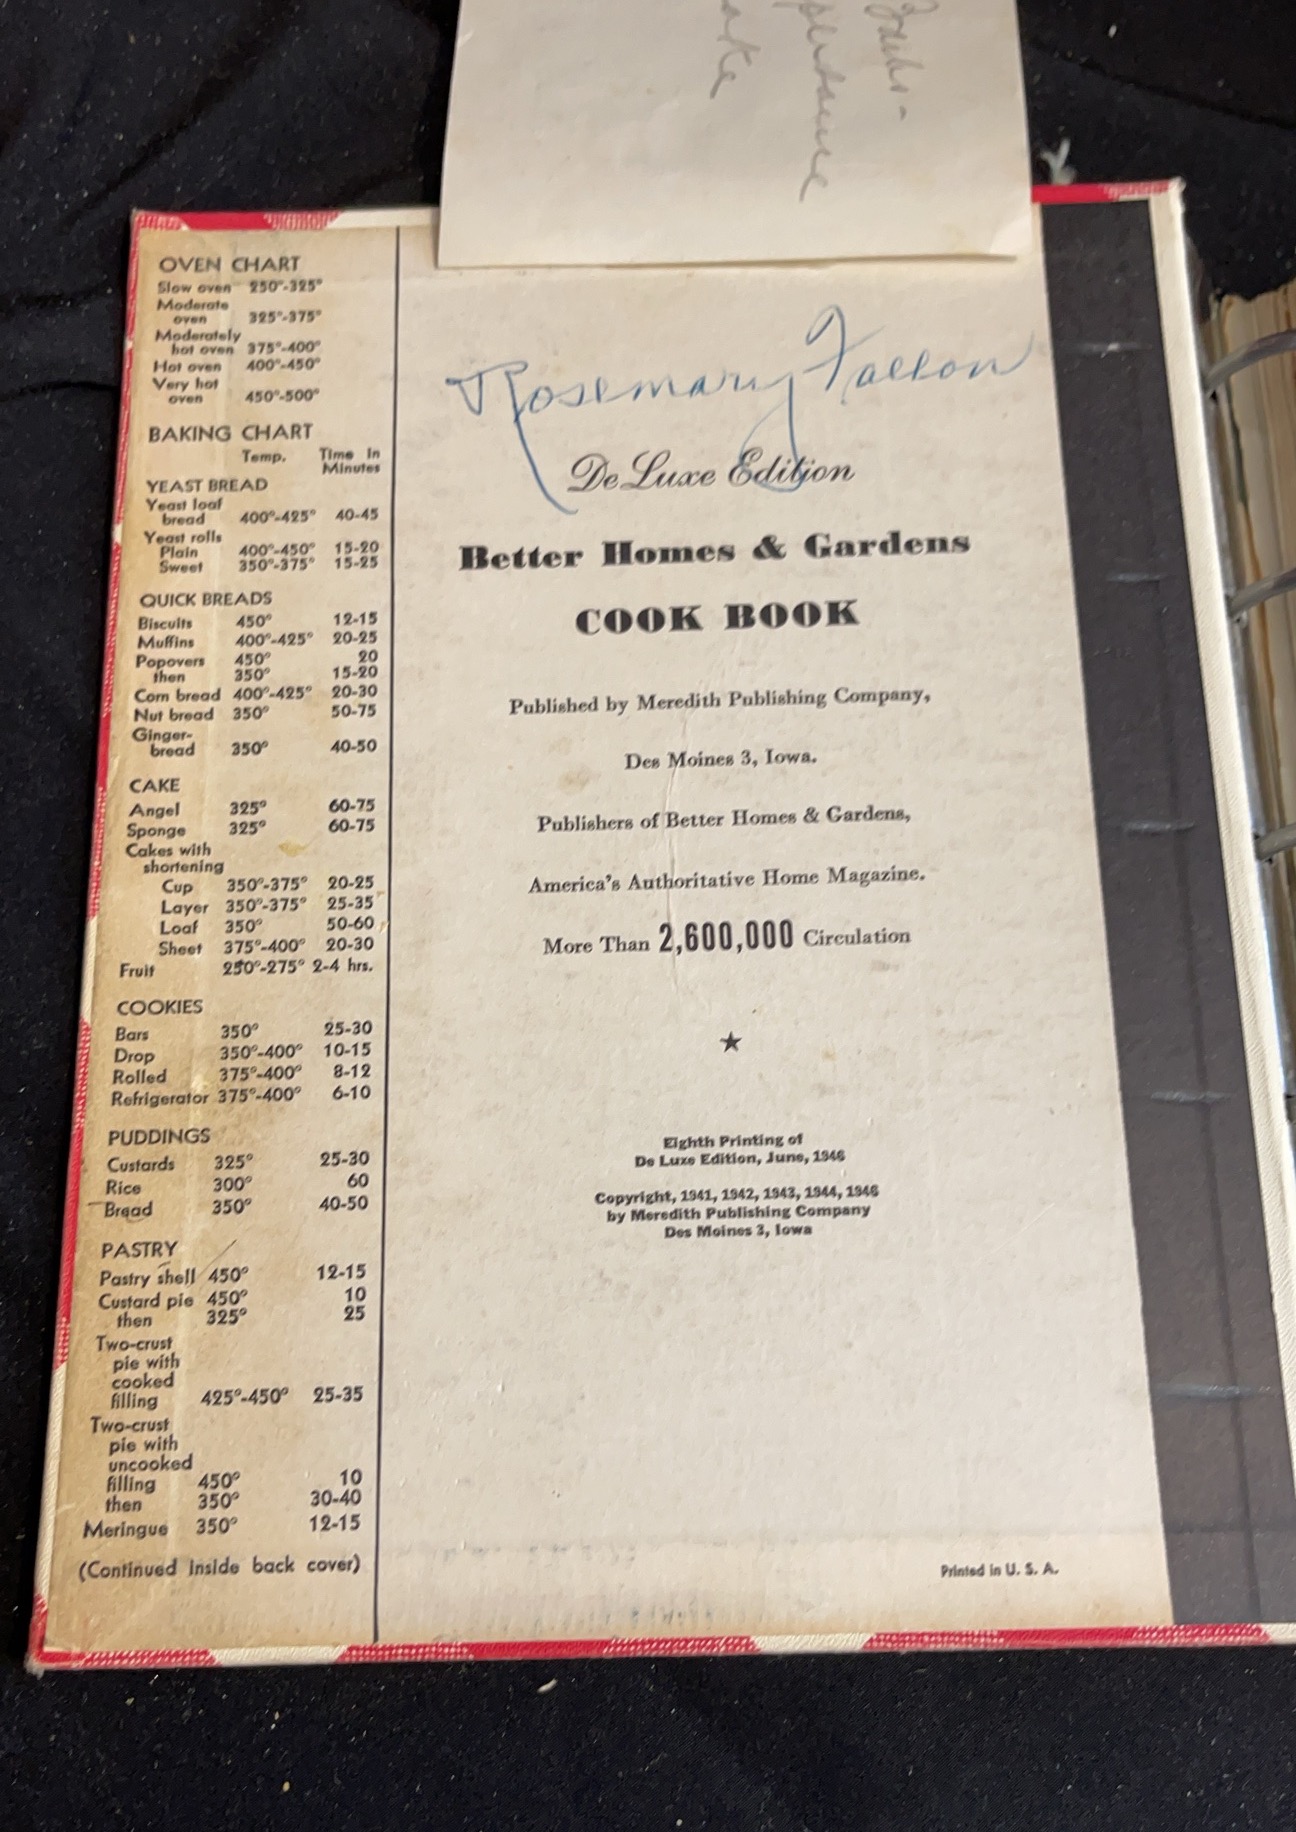 OVEN CHART
Slow oven 250°-325°
Moderate
oven 325°-375°
Moderately
hot oven 375°-400°
Hot oven 400°-450°
Very hot
oven 450°-500°
BAKING CHART
Temp. Time In
Minutes
YEAST BREAD
Yeast loaf
bread 400°-425° 40-45
Yeast rolls
Plain 400°-450° 15-20
Sweet 350°-375° 15-25
QUICK BREADS
Biscuits 450° 12-15
Muffins 400°-425° 20-25
Popovers 450° 20
then 350° 15-20
Corn bread 400°-425° 20-30
Nut bread 350° 50-75
Ginger-
bread 350° 40-50
CAKE
Angel 325° 60-75
Sponge 325° 60-75
Cakes with
shortening
Cup 350°-375° 20-25
Layer 350°-375° 25-35
Loaf 350° 50-60
Sheet 375°-400° 20-30
Fruit 250°-275° 2-4 hrs.
COOKIES
Bars 350° 25-30
Drop 350°-400° 10-15
Rolled 375°-400° 8-12
Refrigerator 375°-400° 6-10
PUDDINGS
Custards 325° 25-30
Rice 300° 60
Bread 350° 40-50
PASTRY
Pastry shell 450° 12-15
Custard pie 450° 10
then 325° 25
Two-crust
pie with
cooked
filling 425°-450° 25-35
Two-crust
pie with
uncooked
filling 450° 10
then 350° 30-40
Meringue 350° 12-15
(Continued inside back cover)
Rosemary Fallon
De Luxe Edition
Better Homes & Gardens
COOK BOOK
Published by Meredith Publishing Company,
Des Moines 3, Iowa.
Publishers of Better Homes & Gardens,
America's Authoritative Home Magazine.
More Than 2,600,000 Circulation
★
Eighth Printing of
De Luxe Edition, June, 1946
Copyright, 1941, 1942, 1943, 1944, 1946
by Meredith Publishing Company
Des Moines 3, Iowa
Printed in U. S. A.